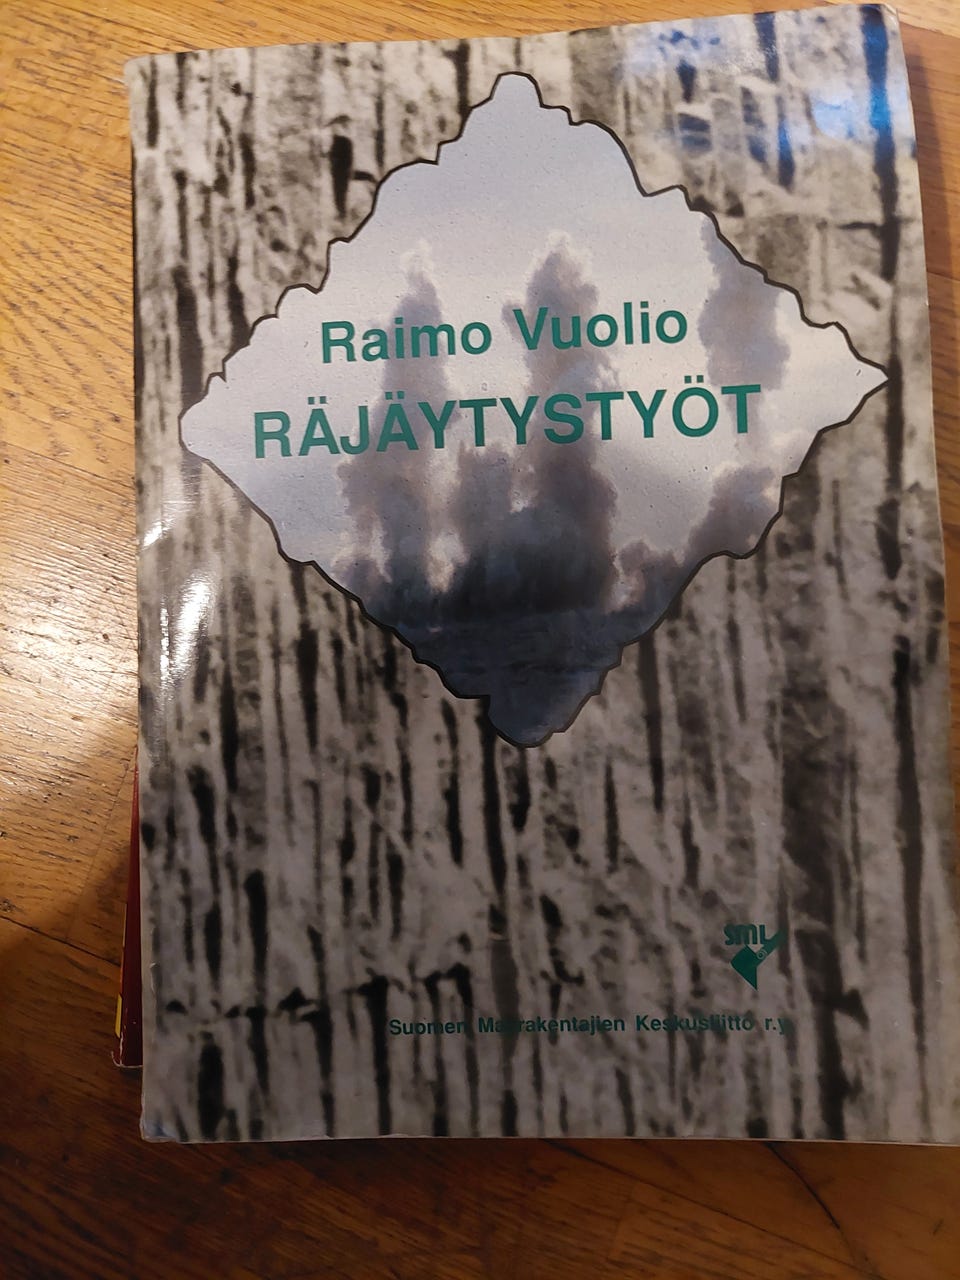 Raimo Vuolio
RÄJÄYTYSTYÖT
SML
Suomen Maarakentajien Keskusliitto r.y.